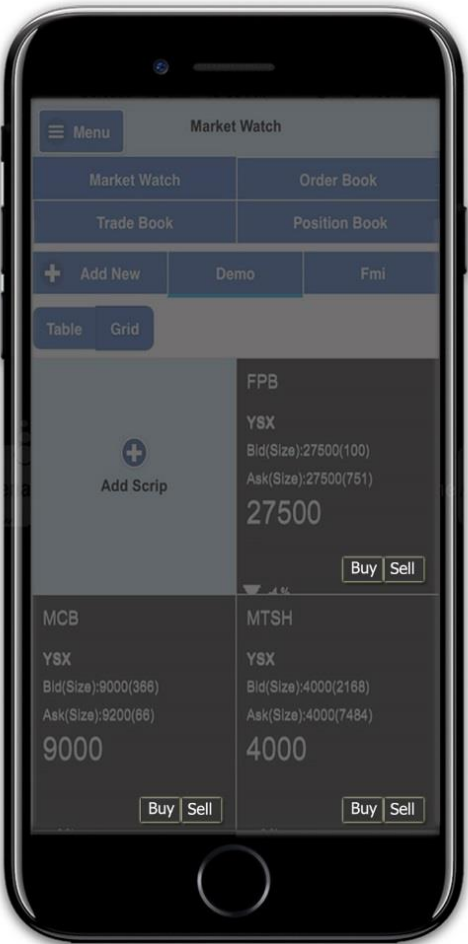 Menu
Market Watch
Market Watch
Order Book
Trade Book
Position Book
Add New
Demo
Fmi
Table
Grid
Add Scrip
FPB
YSX
Bid(Size):27500(100)
Ask(Size):27500(751)
27500
Buy
Sell
MCB
YSX
Bid(Size):9000(366)
Ask(Size):9200(66)
9000
Buy
Sell
MTSH
YSX
Bid(Size):4000(2168)
Ask(Size):4000(7484)
4000
Buy
Sell